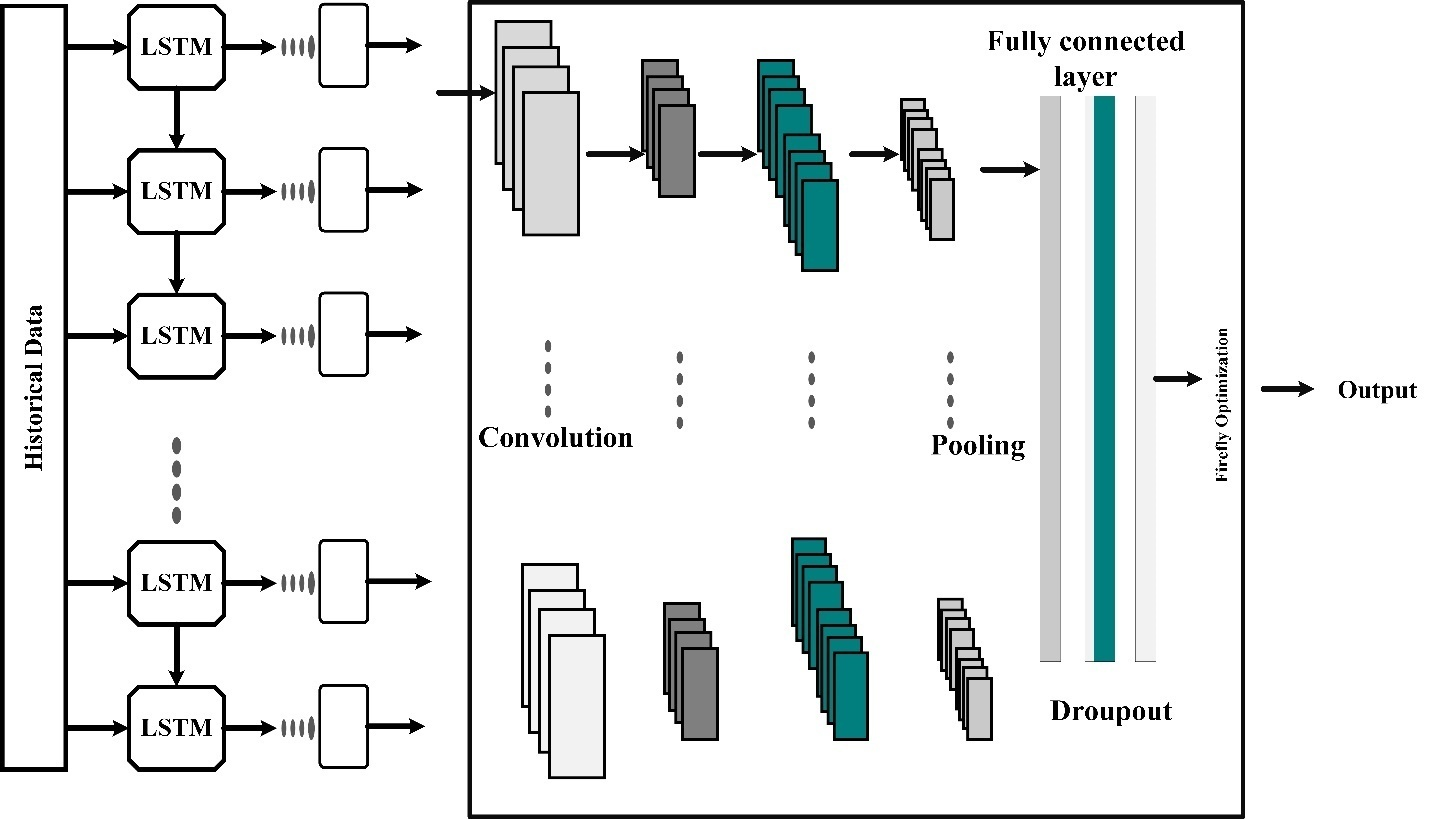 Historical Data
LSTM
LSTM
LSTM
LSTM
LSTM
Convolution
Pooling
Fully connected
layer
Droupout
Firefly Optimization
Output